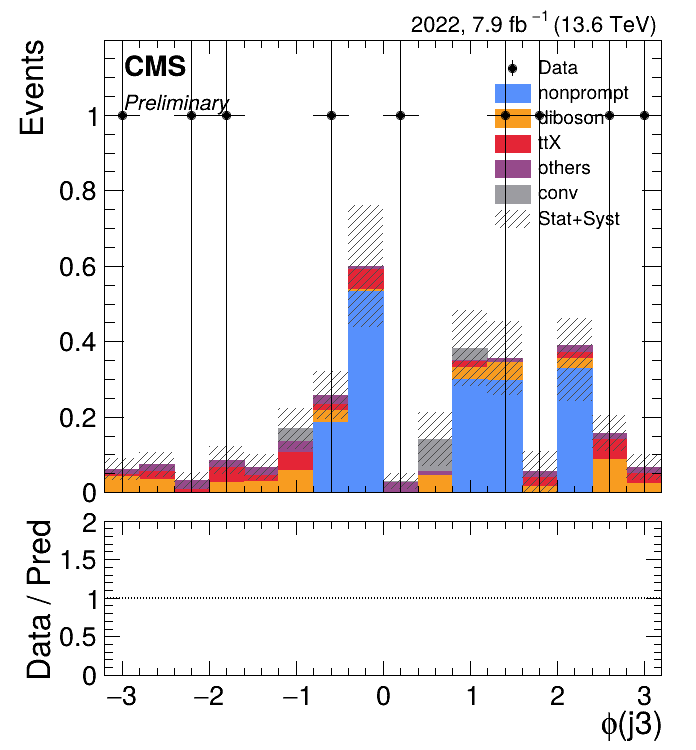 2022, 7.9 fb⁻¹ (13.6 TeV)
CMS
Preliminary
Events
Data
nonprompt
diboson
ttX
others
conv
Stat+Syst
1
0.8
0.6
0.4
0.2
0
Data / Pred
2
1.5
1
0.5
0
−3 −2 −1 0 1 2 3
ϕ(j3)